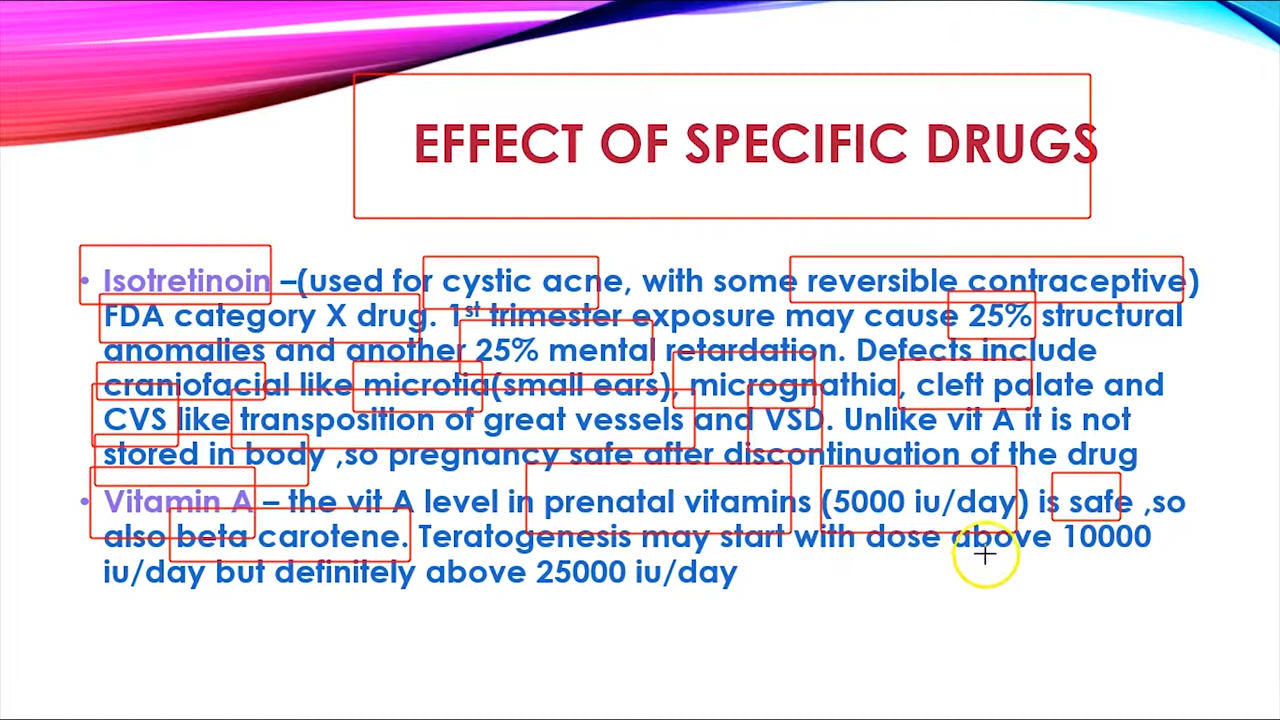 EFFECT OF SPECIFIC DRUGS
• Isotretinoin –(used for cystic acne, with some reversible contraceptive)
FDA category X drug. 1st trimester exposure may cause 25% structural
anomalies and another 25% mental retardation. Defects include
craniofacial like microtia(small ears), micrognathia, cleft palate and
CVS like transposition of great vessels and VSD. Unlike vit A it is not
stored in body ,so pregnancy safe after discontinuation of the drug
• Vitamin A – the vit A level in prenatal vitamins (5000 iu/day) is safe ,so
also beta carotene. Teratogenesis may start with dose above 10000
iu/day but definitely above 25000 iu/day